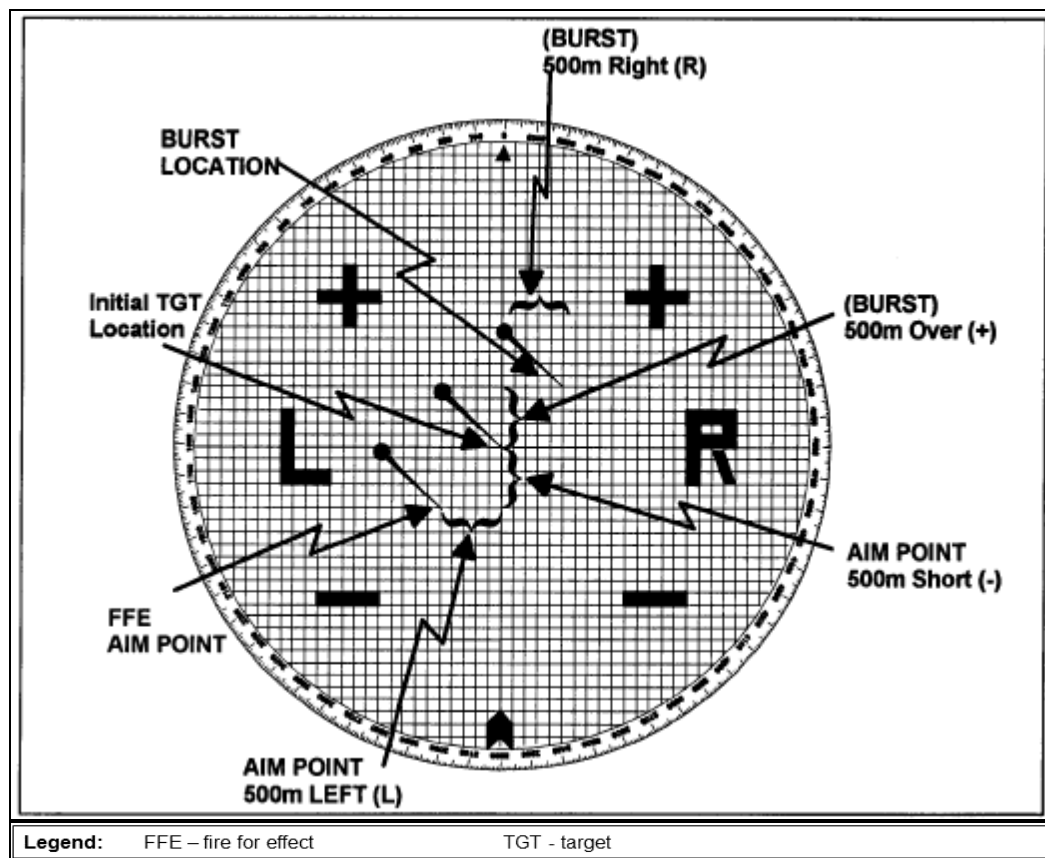 (BURST)
500m Right (R)
BURST
LOCATION
Initial TGT
Location
(BURST)
500m Over (+)
+ +
L R
AIM POINT
500m Short (-)
− −
FFE
AIM POINT
AIM POINT
500m LEFT (L)
Legend: FFE – fire for effect TGT - target